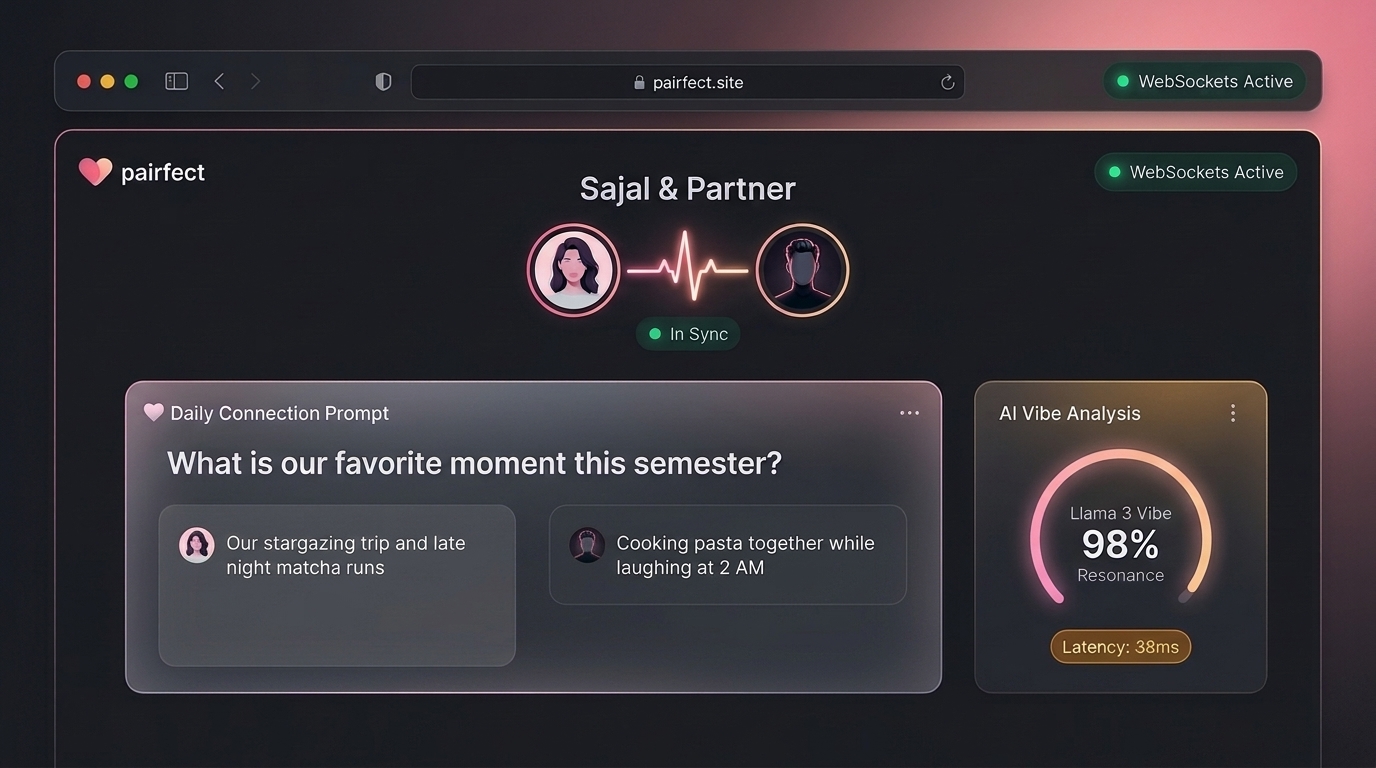 pairfect.site
WebSockets Active
pairfect
WebSockets Active
Sajal & Partner
In Sync
Daily Connection Prompt
What is our favorite moment this semester?
Our stargazing trip and late
night matcha runs
Cooking pasta together while
laughing at 2 AM
AI Vibe Analysis
Llama 3 Vibe
98%
Resonance
Latency: 38ms